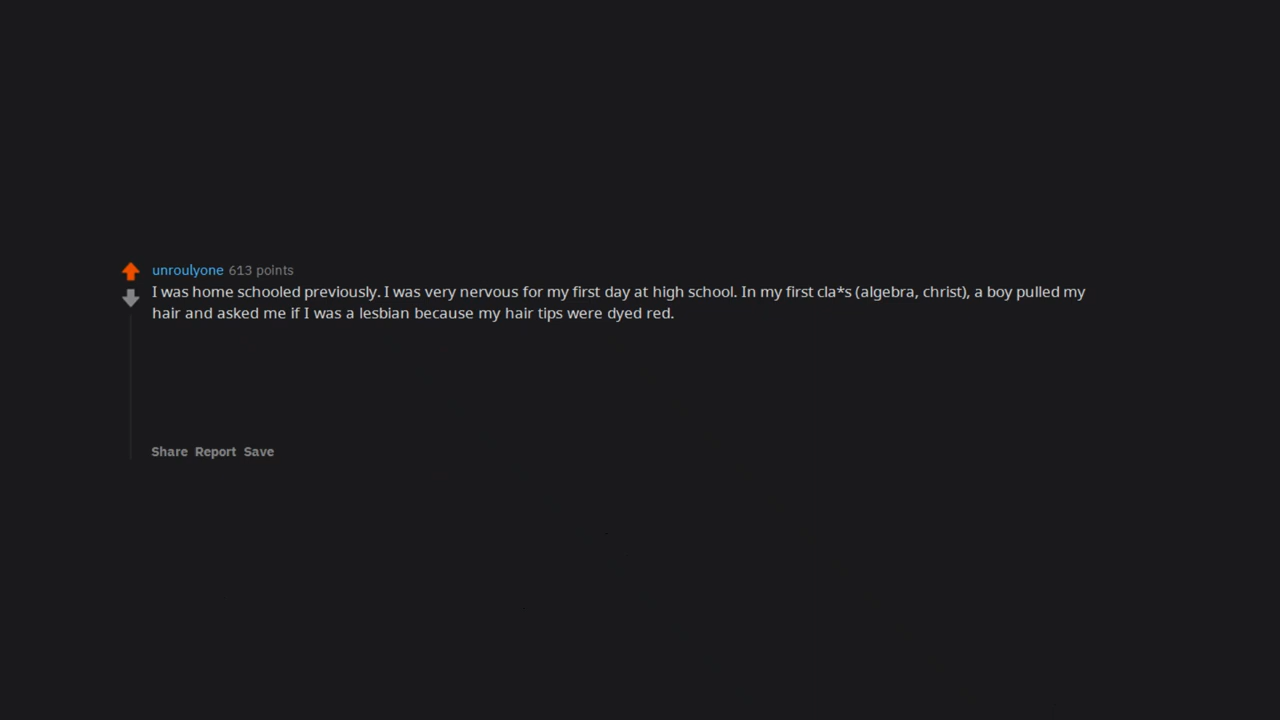 unroulyone 613 points
I was home schooled previously. I was very nervous for my first day at high school. In my first cla*s (algebra, christ), a boy pulled my
hair and asked me if I was a lesbian because my hair tips were dyed red.
Share Report Save